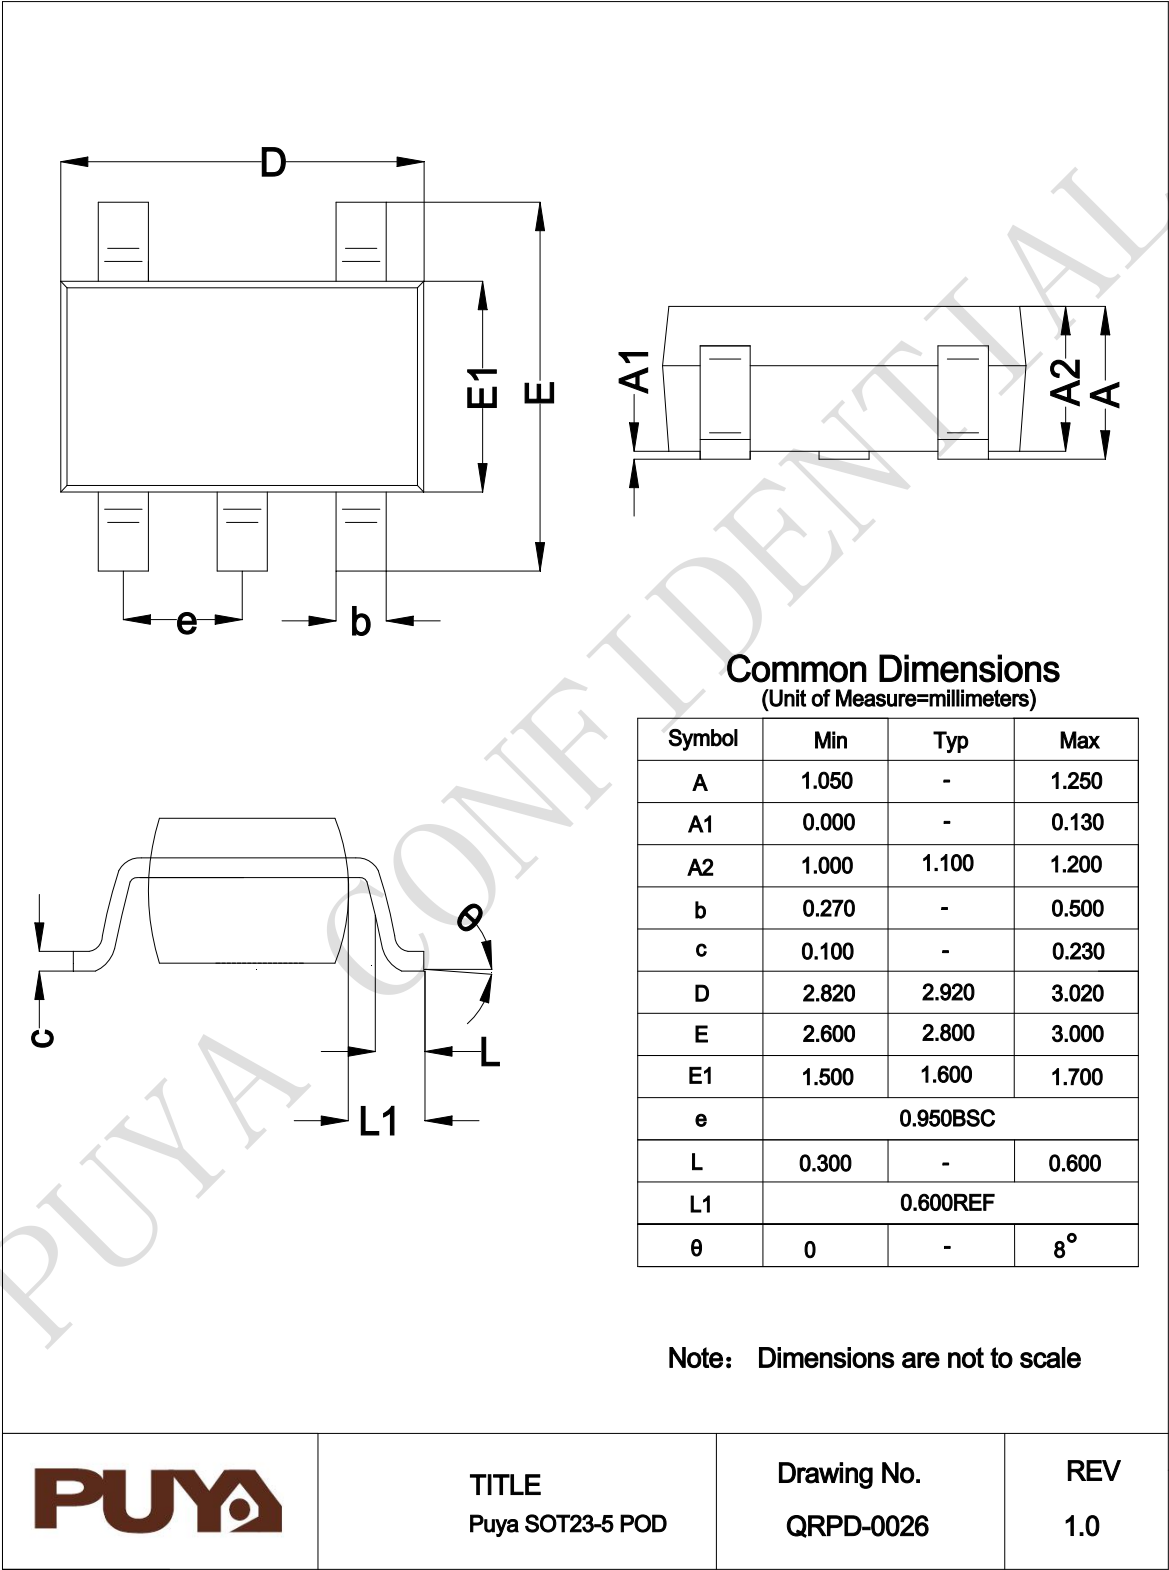 D
E1
E
e
b
A1
A2
A
PUYA CONFIDENTIAL
Common Dimensions
(Unit of Measure=millimeters)
Symbol Min Typ Max
A 1.050 - 1.250
A1 0.000 - 0.130
A2 1.000 1.100 1.200
b 0.270 - 0.500
c 0.100 - 0.230
D 2.820 2.920 3.020
E 2.600 2.800 3.000
E1 1.500 1.600 1.700
e 0.950BSC
L 0.300 - 0.600
L1 0.600REF
θ 0 - 8°
θ
c
L
L1
Note: Dimensions are not to scale
PUYA
TITLE
Puya SOT23-5 POD
Drawing No.
QRPD-0026
REV
1.0